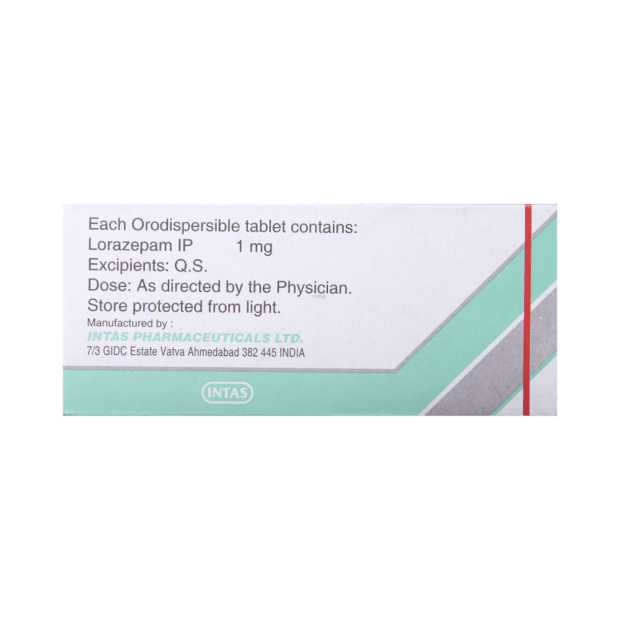 Each Orodispersible tablet contains:
Lorazepam IP 1 mg
Excipients: Q.S.
Dose: As directed by the Physician.
Store protected from light.
Manufactured by :
INTAS PHARMACEUTICALS LTD.
7/3 GIDC Estate Vatva Ahmedabad 382 445 INDIA
INTAS